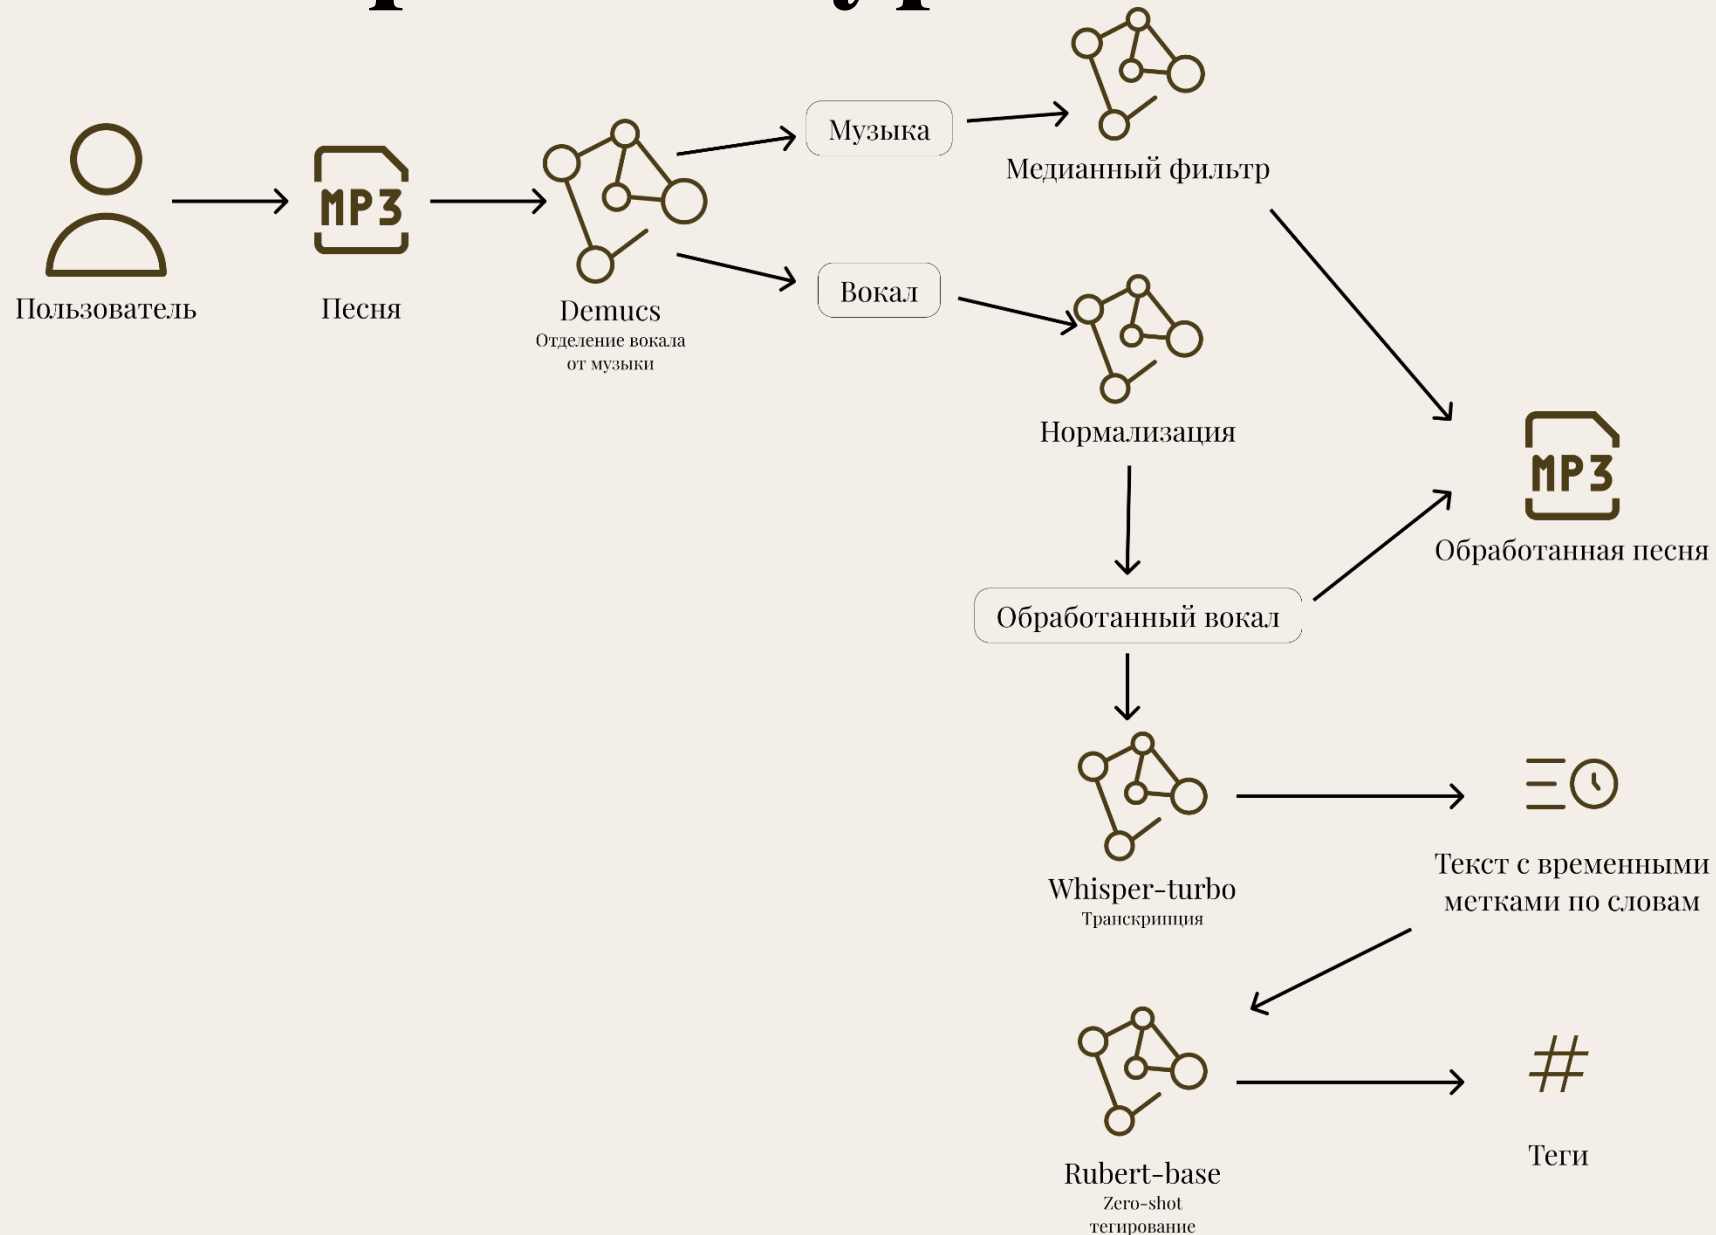 Пользователь
MP3
Песня
Demucs
Отделение вокала
от музыки
Музыка
Вокал
Медианный фильтр
Нормализация
Обработанный вокал
MP3
Обработанная песня
Whisper-turbo
Транскрипция
Текст с временными
метками по словам
Rubert-base
Zero-shot
тегирование
#
Теги